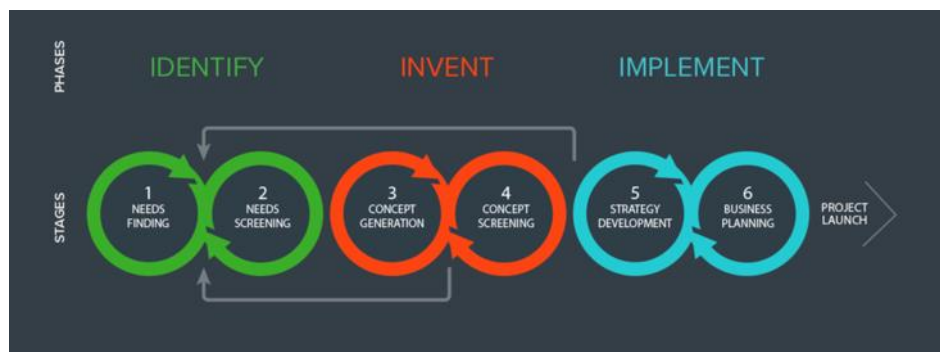 PHASES
IDENTIFY
INVENT
IMPLEMENT
STAGES
1
NEEDS
FINDING
2
NEEDS
SCREENING
3
CONCEPT
GENERATION
4
CONCEPT
SCREENING
5
STRATEGY
DEVELOPMENT
6
BUSINESS
PLANNING
PROJECT
LAUNCH